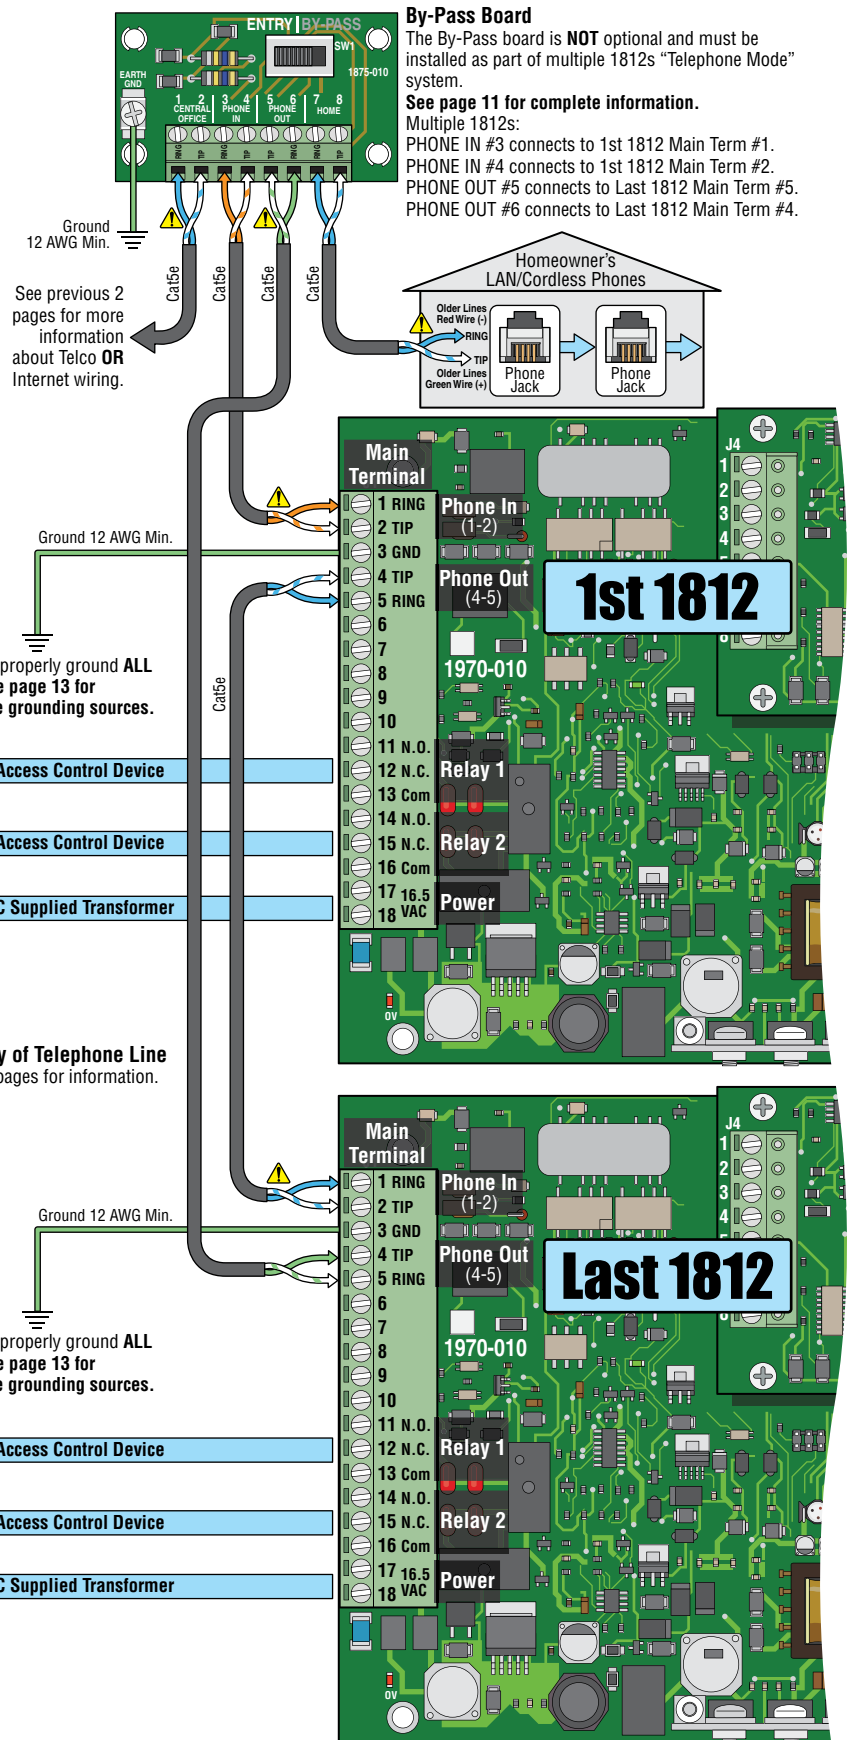 By-Pass Board
The By-Pass board is NOT optional and must be
installed as part of multiple 1812s “Telephone Mode”
system.
See page 11 for complete information.
Multiple 1812s:
PHONE IN #3 connects to 1st 1812 Main Term #1.
PHONE IN #4 connects to 1st 1812 Main Term #2.
PHONE OUT #5 connects to Last 1812 Main Term #5.
PHONE OUT #6 connects to Last 1812 Main Term #4.
ENTRY BY-PASS
SW1
1875-010
EARTH
GND
1 2 3 4 5 6 7 8
CENTRAL
OFFICE
PHONE
IN
PHONE
OUT
HOME
RING TIP RING TIP TIP RING RING TIP
Ground
12 AWG Min.
Cat5e Cat5e Cat5e Cat5e
See previous 2
pages for more
information
about Telco OR
Internet wiring.
Homeowner's
LAN/Cordless Phones
Older Lines
Red Wire (-)
RING
TIP
Older Lines
Green Wire (+)
Phone
Jack
Phone
Jack
Main
Terminal
1 RING
2 TIP
3 GND
4 TIP
5 RING
6
7
8
9
10
11 N.O.
12 N.C.
13 Com
14 N.O.
15 N.C.
16 Com
17 16.5
18 VAC
Phone In
(1-2)
Phone Out
(4-5)
1st 1812
J4
1
2
3
4
1970-010
Relay 1
Relay 2
Power
0V
Ground 12 AWG Min.
properly ground ALL
page 13 for
grounding sources.
Cat5e
Access Control Device
Access Control Device
C Supplied Transformer
y of Telephone Line
pages for information.
Main
Terminal
1 RING
2 TIP
3 GND
4 TIP
5 RING
6
7
8
9
10
11 N.O.
12 N.C.
13 Com
14 N.O.
15 N.C.
16 Com
17 16.5
18 VAC
Phone In
(1-2)
Phone Out
(4-5)
Last 1812
J4
1
2
3
4
1970-010
Relay 1
Relay 2
Power
0V
Ground 12 AWG Min.
properly ground ALL
page 13 for
grounding sources.
Access Control Device
Access Control Device
C Supplied Transformer